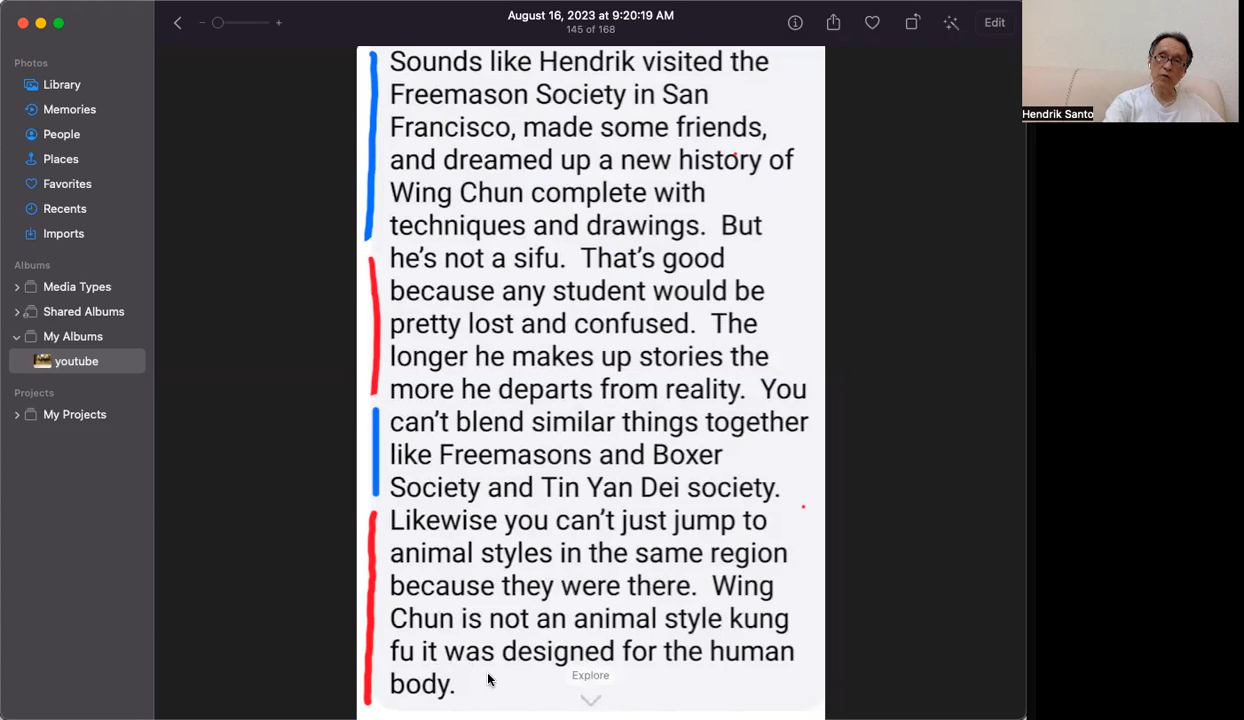 August 16, 2023 at 9:20:19 AM
145 of 168
Edit
Photos
Library
Memories
People
Places
Favorites
Recents
Imports
Albums
Media Types
Shared Albums
My Albums
youtube
Projects
My Projects
Sounds like Hendrik visited the
Freemason Society in San
Francisco, made some friends,
and dreamed up a new history of
Wing Chun complete with
techniques and drawings.  But
he’s not a sifu.  That’s good
because any student would be
pretty lost and confused.  The
longer he makes up stories the
more he departs from reality.  You
can’t blend similar things together
like Freemasons and Boxer
Society and Tin Yan Dei society.
Likewise you can’t just jump to
animal styles in the same region
because they were there.  Wing
Chun is not an animal style kung
fu it was designed for the human
body.
Explore
Hendrik Santo